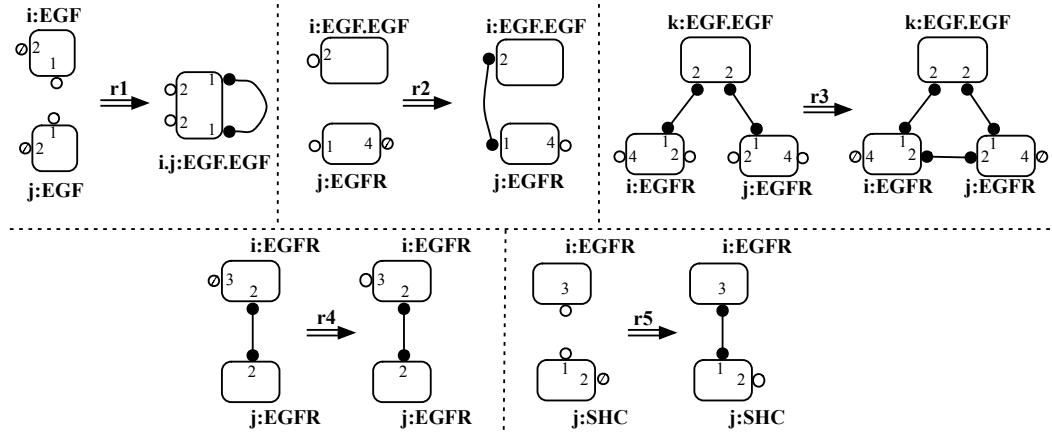 i:EGF
∅ 2
1
1
∅ 2
j:EGF
r1
1
2
2
1
i.j:EGF.EGF
i:EGF.EGF
2
1 4 ∅
j:EGFR
r2
i:EGF.EGF
2
1 4
j:EGFR
k:EGF.EGF
2 2
1
4 2
i:EGFR
1
2 4
j:EGFR
r3
k:EGF.EGF
2 2
1
∅ 4 2
i:EGFR
1
2 4 ∅
j:EGFR
i:EGFR
∅ 3
2
2
j:EGFR
r4
i:EGFR
3
2
2
j:EGFR
i:EGFR
3
1
2 ∅
j:SHC
r5
i:EGFR
3
1
2
j:SHC